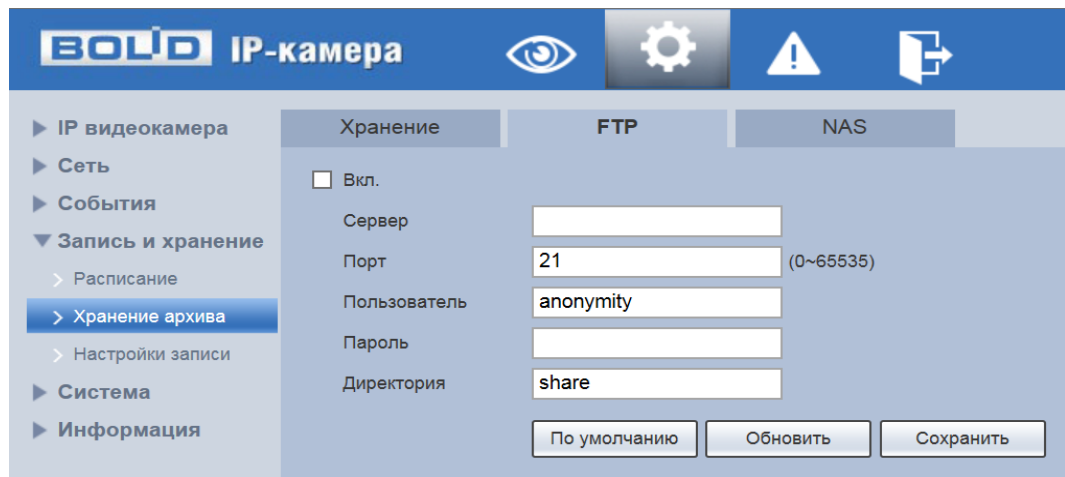 BOLID IP-камера
IP видеокамера
Сеть
События
Запись и хранение
Расписание
Хранение архива
Настройки записи
Система
Информация
Хранение FTP NAS
Вкл.
Сервер
Порт 21 (0~65535)
Пользователь anonymity
Пароль
Директория share
По умолчанию Обновить Сохранить